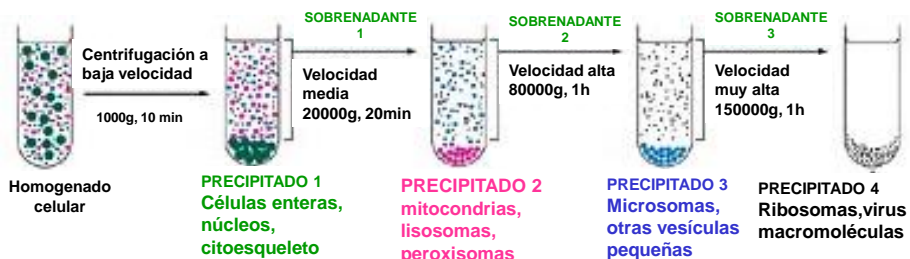 SOBRENADANTE
1
SOBRENADANTE
2
SOBRENADANTE
3
Centrifugación a
baja velocidad
1000g, 10 min
Velocidad
media
20000g, 20min
Velocidad alta
80000g, 1h
Velocidad
muy alta
150000g, 1h
Homogenado
celular
PRECIPITADO 1
Células enteras,
núcleos,
citoesqueleto
PRECIPITADO 2
mitocondrias,
lisosomas,
peroxisomas
PRECIPITADO 3
Microsomas,
otras vesículas
pequeñas
PRECIPITADO 4
Ribosomas,virus
macromoléculas